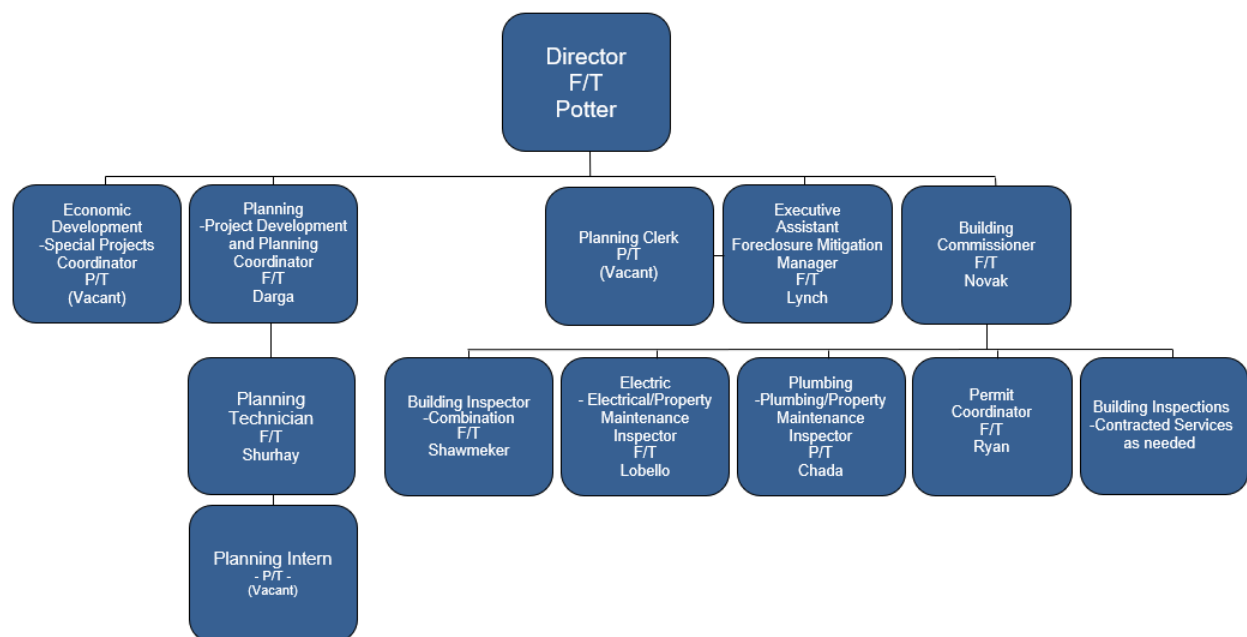 Director
F/T
Potter
Economic
Development
-Special Projects
Coordinator
P/T
(Vacant)
Planning
-Project Development
and Planning
Coordinator
F/T
Darga
Planning Clerk
P/T
(Vacant)
Executive
Assistant
Foreclosure Mitigation
Manager
F/T
Lynch
Building
Commissioner
F/T
Novak
Planning
Technician
F/T
Shurhay
Building Inspector
-Combination
F/T
Shawmeker
Electric
- Electrical/Property
Maintenance
Inspector
F/T
Lobello
Plumbing
-Plumbing/Property
Maintenance
Inspector
P/T
Chada
Permit
Coordinator
F/T
Ryan
Building Inspections
-Contracted Services
as needed
Planning Intern
- P/T -
(Vacant)